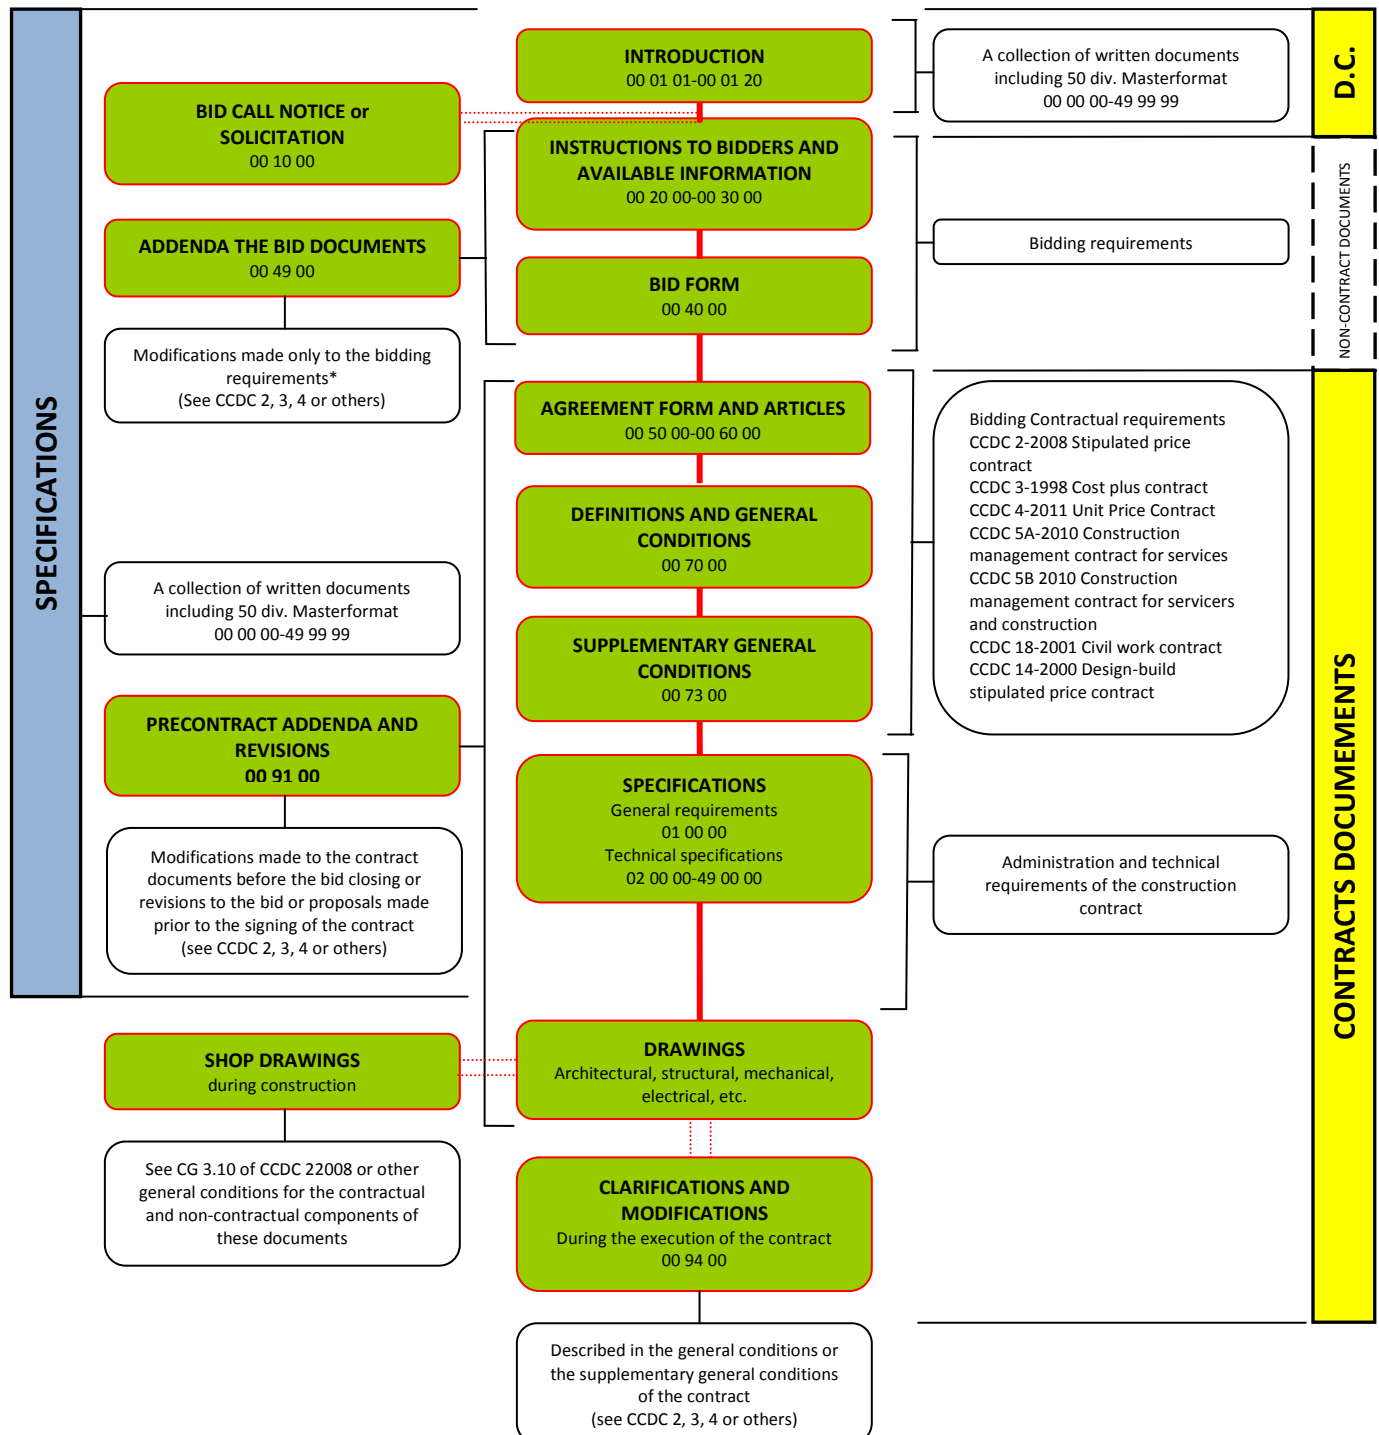 SPECIFICATIONS
INTRODUCTION
00 01 01-00 01 20
A collection of written documents
including 50 div. Masterformat
00 00 00-49 99 99
D.C.
BID CALL NOTICE or
SOLICITATION
00 10 00
INSTRUCTIONS TO BIDDERS AND
AVAILABLE INFORMATION
00 20 00-00 30 00
ADDENDA THE BID DOCUMENTS
00 49 00
Bidding requirements
NON-CONTRACT DOCUMENTS
BID FORM
00 40 00
Modifications made only to the bidding
requirements*
(See CCDC 2, 3, 4 or others)
AGREEMENT FORM AND ARTICLES
00 50 00-00 60 00
Bidding Contractual requirements
CCDC 2-2008 Stipulated price
contract
CCDC 3-1998 Cost plus contract
CCDC 4-2011 Unit Price Contract
CCDC 5A-2010 Construction
management contract for services
CCDC 5B 2010 Construction
management contract for servicers
and construction
CCDC 18-2001 Civil work contract
CCDC 14-2000 Design-build
stipulated price contract
DEFINITIONS AND GENERAL
CONDITIONS
00 70 00
A collection of written documents
including 50 div. Masterformat
00 00 00-49 99 99
SUPPLEMENTARY GENERAL
CONDITIONS
00 73 00
CONTRACTS DOCUMEMENTS
PRECONTRACT ADDENDA AND
REVISIONS
00 91 00
SPECIFICATIONS
General requirements
01 00 00
Technical specifications
02 00 00-49 00 00
Modifications made to the contract
documents before the bid closing or
revisions to the bid or proposals made
prior to the signing of the contract
(see CCDC 2, 3, 4 or others)
Administration and technical
requirements of the construction
contract
SHOP DRAWINGS
during construction
DRAWINGS
Architectural, structural, mechanical,
electrical, etc.
See CG 3.10 of CCDC 22008 or other
general conditions for the contractual
and non-contractual components of
these documents
CLARIFICATIONS AND
MODIFICATIONS
During the execution of the contract
00 94 00
Described in the general conditions or
the supplementary general conditions
of the contract
(see CCDC 2, 3, 4 or others)